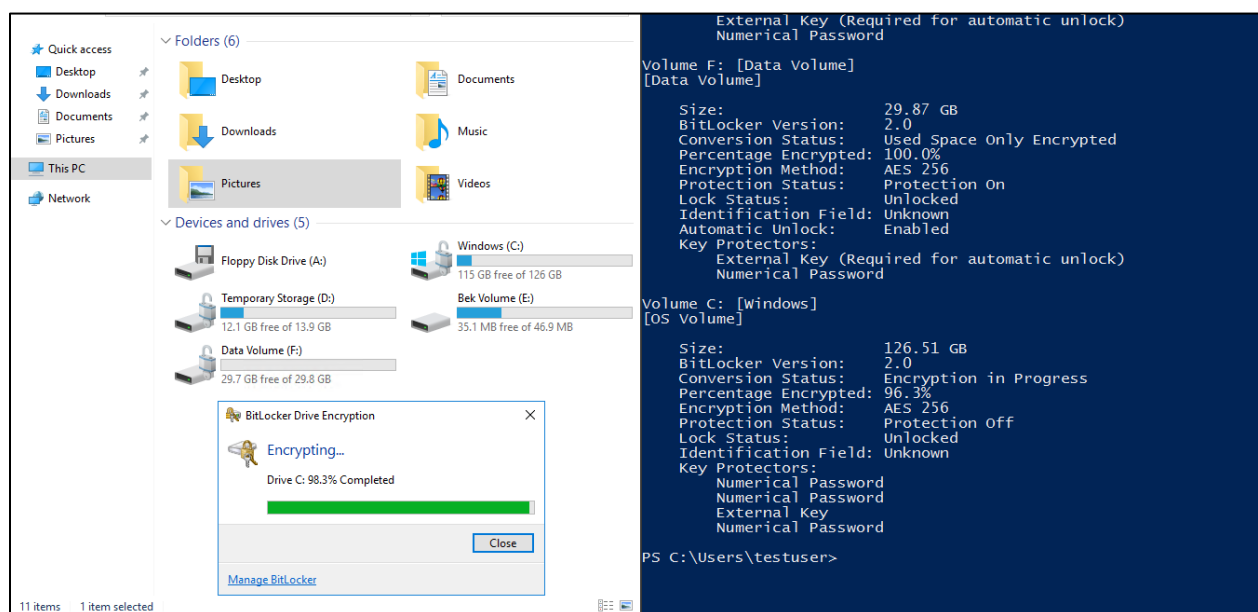 Quick access
Desktop
Downloads
Documents
Pictures
This PC
Network
Folders (6)
Desktop
Documents
Downloads
Music
Pictures
Videos
Devices and drives (5)
Floppy Disk Drive (A:)
Windows (C:)
115 GB free of 126 GB
Temporary Storage (D:)
12.1 GB free of 13.9 GB
Bek Volume (E:)
35.1 MB free of 46.9 MB
Data Volume (F:)
29.7 GB free of 29.8 GB
BitLocker Drive Encryption
Encrypting...
Drive C: 98.3% Completed
Close
Manage BitLocker
11 items 1 item selected
External Key (Required for automatic unlock)
Numerical Password
Volume F: [Data Volume]
[Data Volume]
Size: 29.87 GB
BitLocker Version: 2.0
Conversion Status: Used Space Only Encrypted
Percentage Encrypted: 100.0%
Encryption Method: AES 256
Protection Status: Protection On
Lock Status: Unlocked
Identification Field: Unknown
Automatic Unlock: Enabled
Key Protectors:
External Key (Required for automatic unlock)
Numerical Password
Volume C: [Windows]
[OS Volume]
Size: 126.51 GB
BitLocker Version: 2.0
Conversion Status: Encryption in Progress
Percentage Encrypted: 96.3%
Encryption Method: AES 256
Protection Status: Protection Off
Lock Status: Unlocked
Identification Field: Unknown
Key Protectors:
Numerical Password
Numerical Password
External Key
Numerical Password
PS C:\Users\testuser>